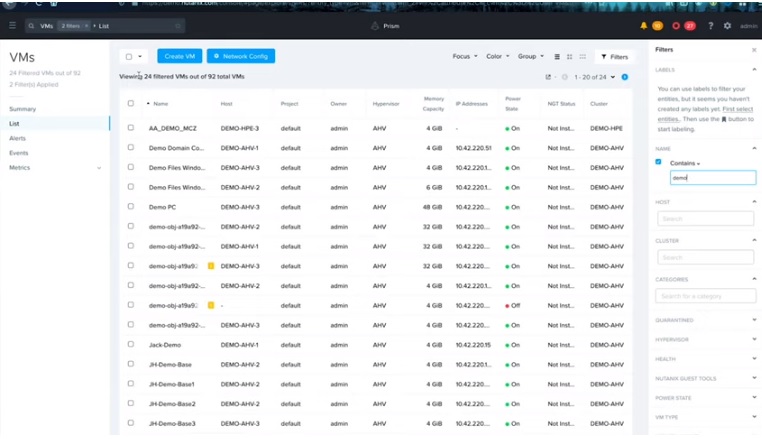 VMs 2 filters × + List
Prism
10
27
?
admin
VMs
24 Filtered VMs out of 92
2 Filter(s) Applied
Summary
List
Alerts
Events
Metrics
Create VM
Network Config
Focus
Color
Group
Filters
Viewing 24 filtered VMs out of 92 total VMs
1 - 20 of 24
Name Host Project Owner Hypervisor Memory Capacity IP Addresses Power State NGT Status Cluster
AA_DEMO_MCZ DEMO-HPE-3 default admin AHV 4 GiB - On Not Inst... DEMO-HPE
Demo Domain Co... DEMO-AHV-1 default admin AHV 4 GiB 10.42.220.51 On Not Inst... DEMO-AHV
Demo Files Windo... DEMO-AHV-3 default admin AHV 4 GiB 10.42.220.1... On Not Inst... DEMO-AHV
Demo Files Windo... DEMO-AHV-2 default admin AHV 6 GiB 10.42.220.1... On Not Inst... DEMO-AHV
Demo PC DEMO-AHV-3 default admin AHV 48 GiB 10.42.220.... On Not Inst... DEMO-AHV
demo-obj-a19a92-... DEMO-AHV-2 default admin AHV 32 GiB 10.42.220.... On Not Inst... DEMO-AHV
demo-obj-a19a92-... DEMO-AHV-1 default admin AHV 32 GiB 10.42.220.... On Not Inst... DEMO-AHV
demo-obj-a19a9: DEMO-AHV-3 default admin AHV 32 GiB 10.42.220.... On Not Inst... DEMO-AHV
demo-obj-a19a92-... DEMO-AHV-2 default admin AHV 4 GiB 10.42.220.1... On Not Inst... DEMO-AHV
demo-obj-a19a9: - default admin AHV 4 GiB 10.42.220.... Off Not Inst... DEMO-AHV
demo-obj-a19a92-... DEMO-AHV-3 default admin AHV 4 GiB 10.42.220.... On Not Inst... DEMO-AHV
Jack-Demo DEMO-AHV-1 default admin AHV 4 GiB 10.42.220.15 On Not Inst... DEMO-AHV
JH-Demo-Base DEMO-AHV-2 default admin AHV 4 GiB 10.42.220.1... On Not Inst... DEMO-AHV
JH-Demo-Base1 DEMO-AHV-2 default admin AHV 4 GiB 10.42.220.... On Not Inst... DEMO-AHV
JH-Demo-Base2 DEMO-AHV-2 default admin AHV 4 GiB 10.42.220.... On Not Inst... DEMO-AHV
JH-Demo-Base3 DEMO-AHV-2 default admin AHV 4 GiB 10.42.220.... On Not Inst... DEMO-AHV
Filters ×
LABELS
You can use labels to filter your
entities, but it seems you haven't
created any labels yet. First select
entities.. Then use the button to
start labeling.
NAME
Contains
demo
HOST
Search
CLUSTER
Search
CATEGORIES
Search for a category
QUARANTINED
HYPERVISOR
HEALTH
NUTANIX GUEST TOOLS
POWER STATE
VM TYPE